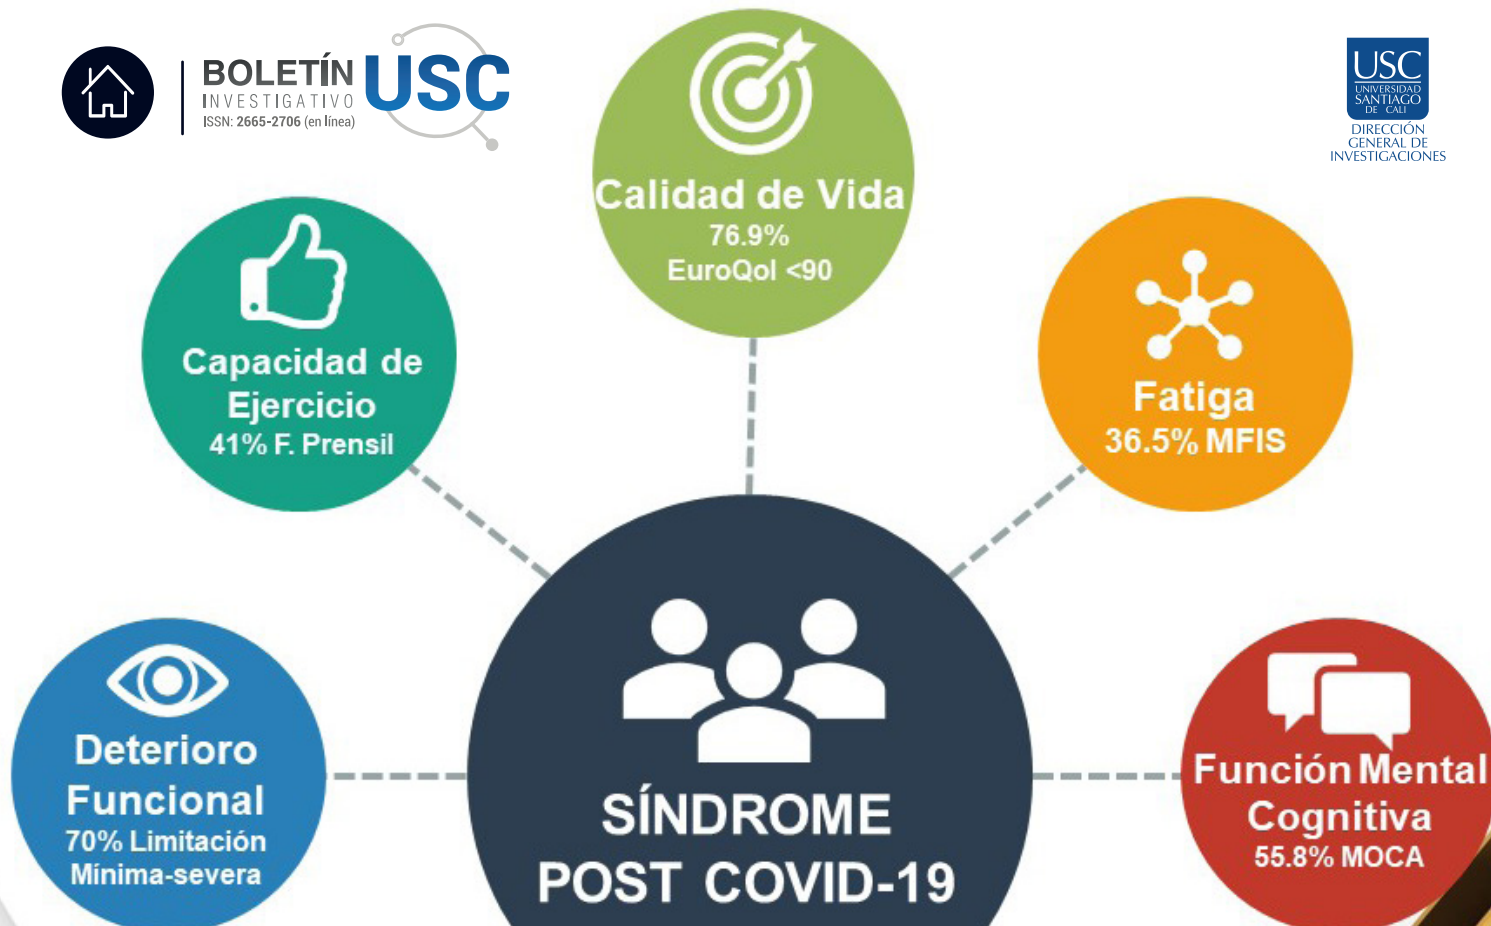 BOLETÍN
INVESTIGATIVO
ISSN: 2665-2706 (en línea)
USC
USC
UNIVERSIDAD
SANTIAGO
DE CALI
DIRECCIÓN
GENERAL DE
INVESTIGACIONES
Calidad de Vida
76.9%
EuroQol <90
Capacidad de
Ejercicio
41% F. Prensil
Fatiga
36.5% MFIS
Deterioro
Funcional
70% Limitación
Mínima-severa
SÍNDROME
POST COVID-19
Función Mental
Cognitiva
55.8% MOCA